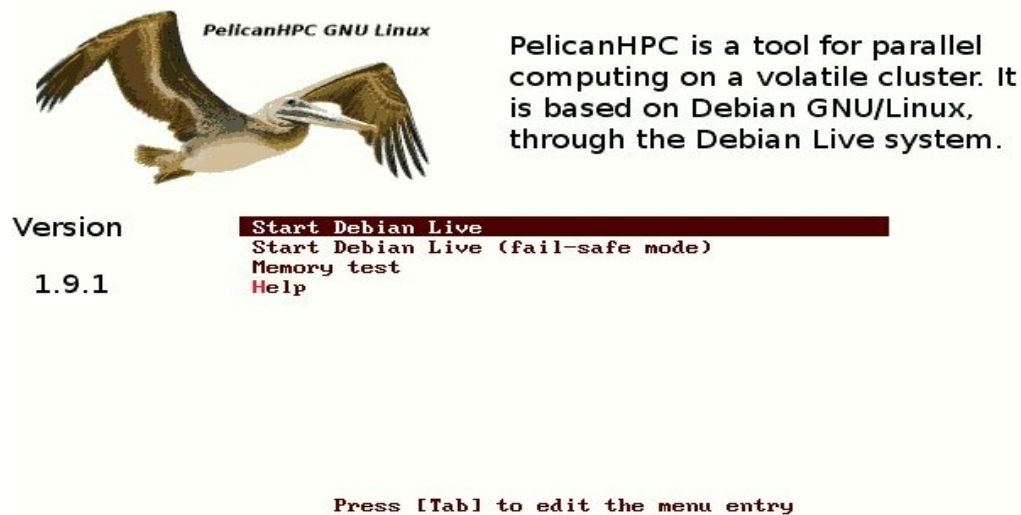 PelicanHPC GNU Linux
PelicanHPC is a tool for parallel
computing on a volatile cluster. It
is based on Debian GNU/Linux,
through the Debian Live system.
Version
1.9.1
Start Debian Live
Start Debian Live (fail-safe mode)
Memory test
Help
Press [Tab] to edit the menu entry